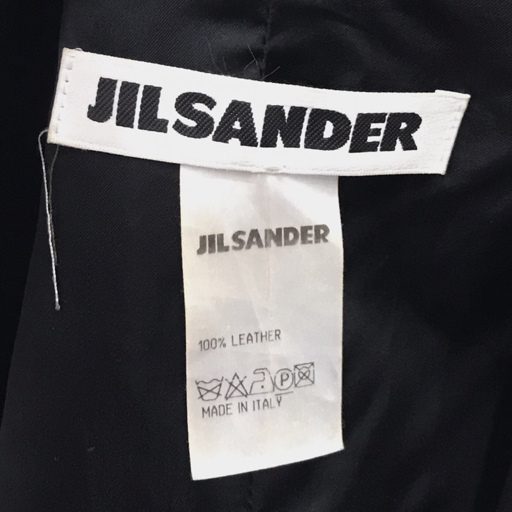 JILSANDER
JILSANDER
100% LEATHER
P
MADE IN ITALY